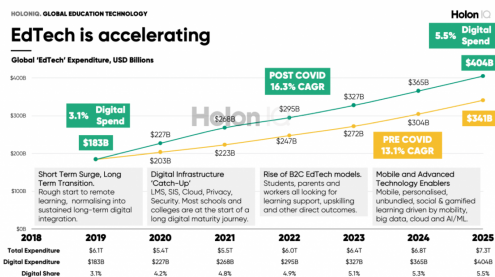 HOLONIQ. GLOBAL EDUCATION TECHNOLOGY
Holon IQ
EdTech is accelerating
Global ‘EdTech’ Expenditure, USD Billions
5.5% Digital
Spend
$404B
$400B
POST COVID
16.3% CAGR
$365B
$327B
$295B
$268B
$227B
3.1% Digital
Spend
$183B
$300B
$341B
$304B
$272B
$247B
$223B
$203B
PRE COVID
13.1% CAGR
Holon IQ
$200B
$100B
$0B
Short Term Surge, Long
Term Transition.
Rough start to remote
learning, normalising into
sustained long-term digital
integration.
Digital Infrastructure
‘Catch-Up’
LMS, SIS, Cloud, Privacy,
Security. Most schools and
colleges are at the start of a
long digital maturity journey.
Rise of B2C EdTech models.
Students, parents and
workers all looking for
learning support, upskilling
and other direct outcomes.
Mobile and Advanced
Technology Enablers
Mobile, personalised,
unbundled, social & gamified
learning driven by mobility,
big data, cloud and AI/ML.
2018 2019 2020 2021 2022 2023 2024 2025
Total Expenditure $6.1T $5.4T $5.5T $6.0T $6.4T $6.8T $7.3T
Digital Expenditure $183B $227B $268B $295B $327B $365B $404B
Digital Share 3.1% 4.2% 4.8% 4.9% 5.1% 5.3% 5.5%